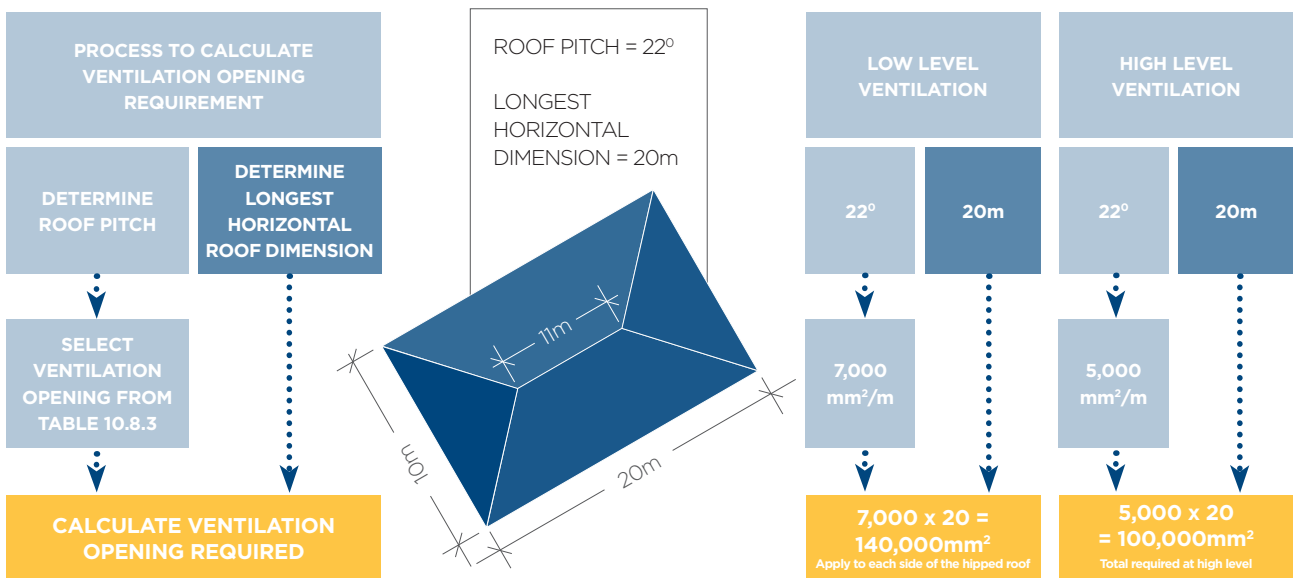 PROCESS TO CALCULATE
VENTILATION OPENING
REQUIREMENT
DETERMINE
ROOF PITCH
DETERMINE
LONGEST
HORIZONTAL
ROOF DIMENSION
SELECT
VENTILATION
OPENING FROM
TABLE 10.8.3
CALCULATE VENTILATION
OPENING REQUIRED
ROOF PITCH = 22⁰
LONGEST
HORIZONTAL
DIMENSION = 20m
11m
10m
20m
LOW LEVEL
VENTILATION
22⁰
20m
7,000
mm²/m
7,000 x 20 =
140,000mm²
Apply to each side of the hipped roof
HIGH LEVEL
VENTILATION
22⁰
20m
5,000
mm²/m
5,000 x 20
= 100,000mm²
Total required at high level